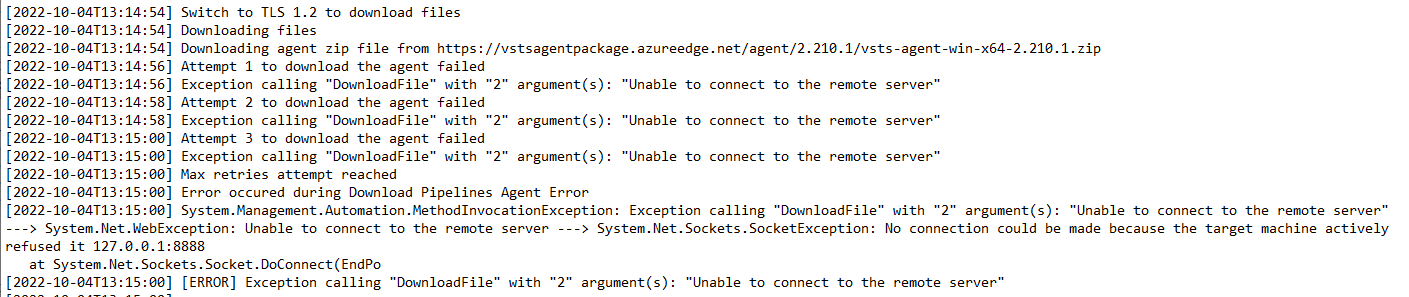 [2022-10-04T13:14:54] Switch to TLS 1.2 to download files
[2022-10-04T13:14:54] Downloading files
[2022-10-04T13:14:54] Downloading agent zip file from https://vstsagentpackage.azureedge.net/agent/2.210.1/vsts-agent-win-x64-2.210.1.zip
[2022-10-04T13:14:56] Attempt 1 to download the agent failed
[2022-10-04T13:14:56] Exception calling "DownloadFile" with "2" argument(s): "Unable to connect to the remote server"
[2022-10-04T13:14:58] Attempt 2 to download the agent failed
[2022-10-04T13:14:58] Exception calling "DownloadFile" with "2" argument(s): "Unable to connect to the remote server"
[2022-10-04T13:15:00] Attempt 3 to download the agent failed
[2022-10-04T13:15:00] Exception calling "DownloadFile" with "2" argument(s): "Unable to connect to the remote server"
[2022-10-04T13:15:00] Max retries attempt reached
[2022-10-04T13:15:00] Error occured during Download Pipelines Agent Error
[2022-10-04T13:15:00] System.Management.Automation.MethodInvocationException: Exception calling "DownloadFile" with "2" argument(s): "Unable to connect to the remote server"
---> System.Net.WebException: Unable to connect to the remote server ---> System.Net.Sockets.SocketException: No connection could be made because the target machine actively
refused it 127.0.0.1:8888
   at System.Net.Sockets.Socket.DoConnect(EndPo
[2022-10-04T13:15:00] [ERROR] Exception calling "DownloadFile" with "2" argument(s): "Unable to connect to the remote server"